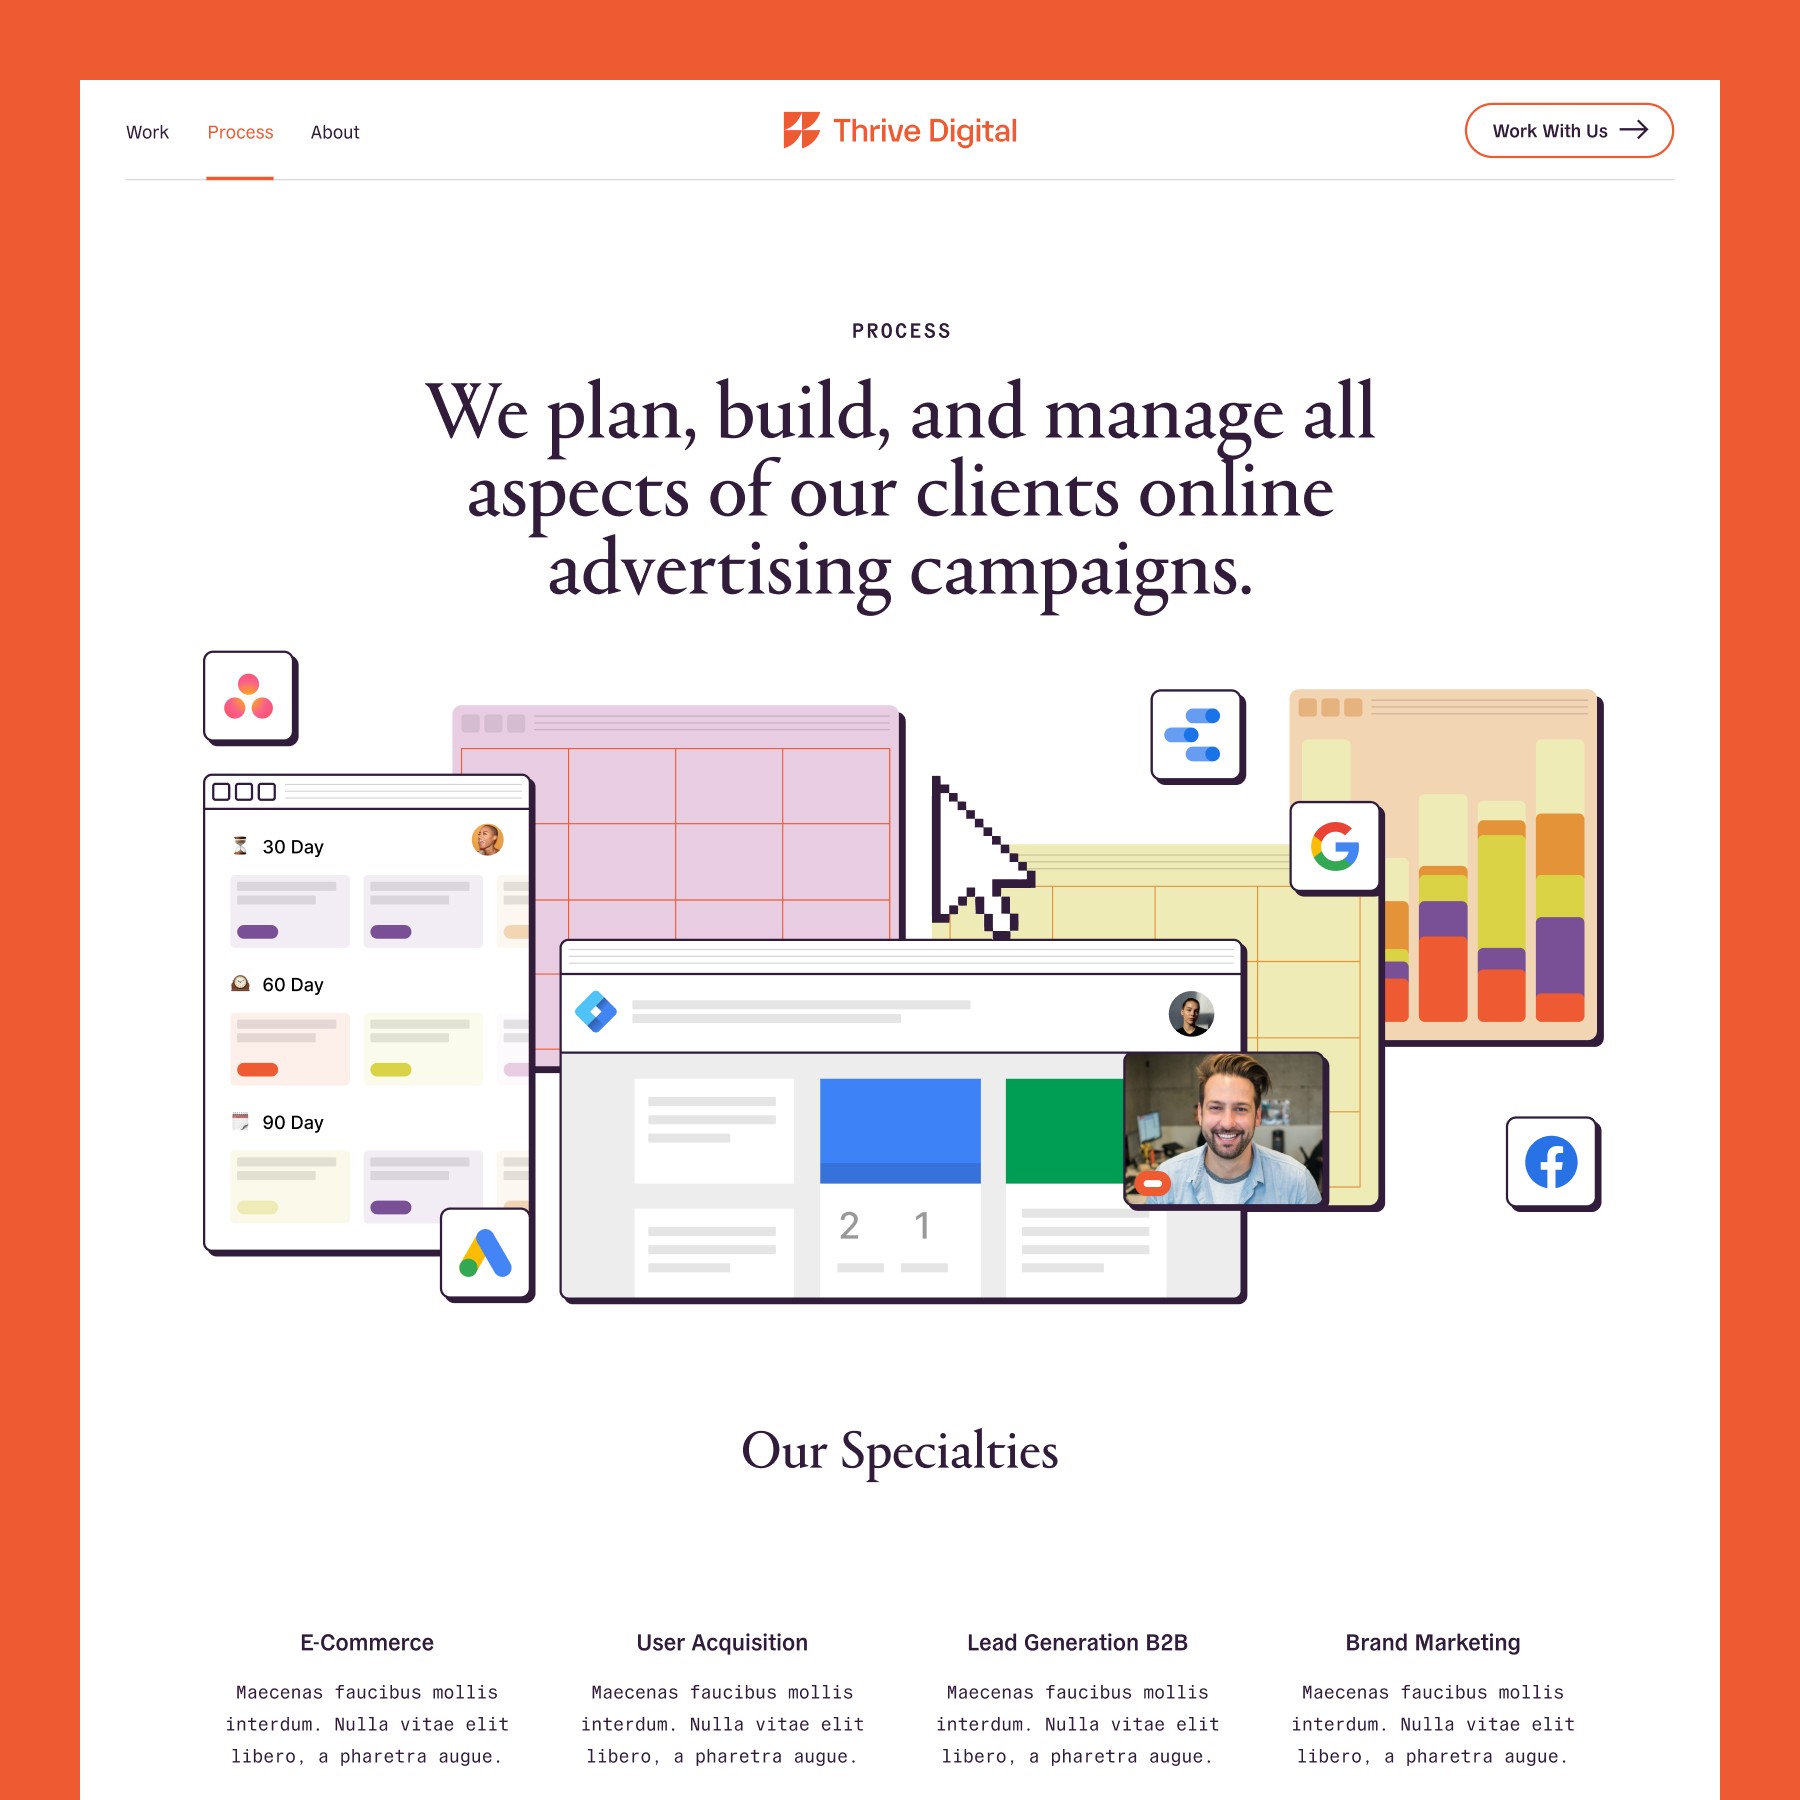 Work
Process
About
Thrive Digital
Work With Us
PROCESS
We plan, build, and manage all
aspects of our clients online
advertising campaigns.
30 Day
60 Day
90 Day
2
1
Our Specialties
E-Commerce
Maecenas faucibus mollis
interdum. Nulla vitae elit
libero, a pharetra augue.
User Acquisition
Maecenas faucibus mollis
interdum. Nulla vitae elit
libero, a pharetra augue.
Lead Generation B2B
Maecenas faucibus mollis
interdum. Nulla vitae elit
libero, a pharetra augue.
Brand Marketing
Maecenas faucibus mollis
interdum. Nulla vitae elit
libero, a pharetra augue.